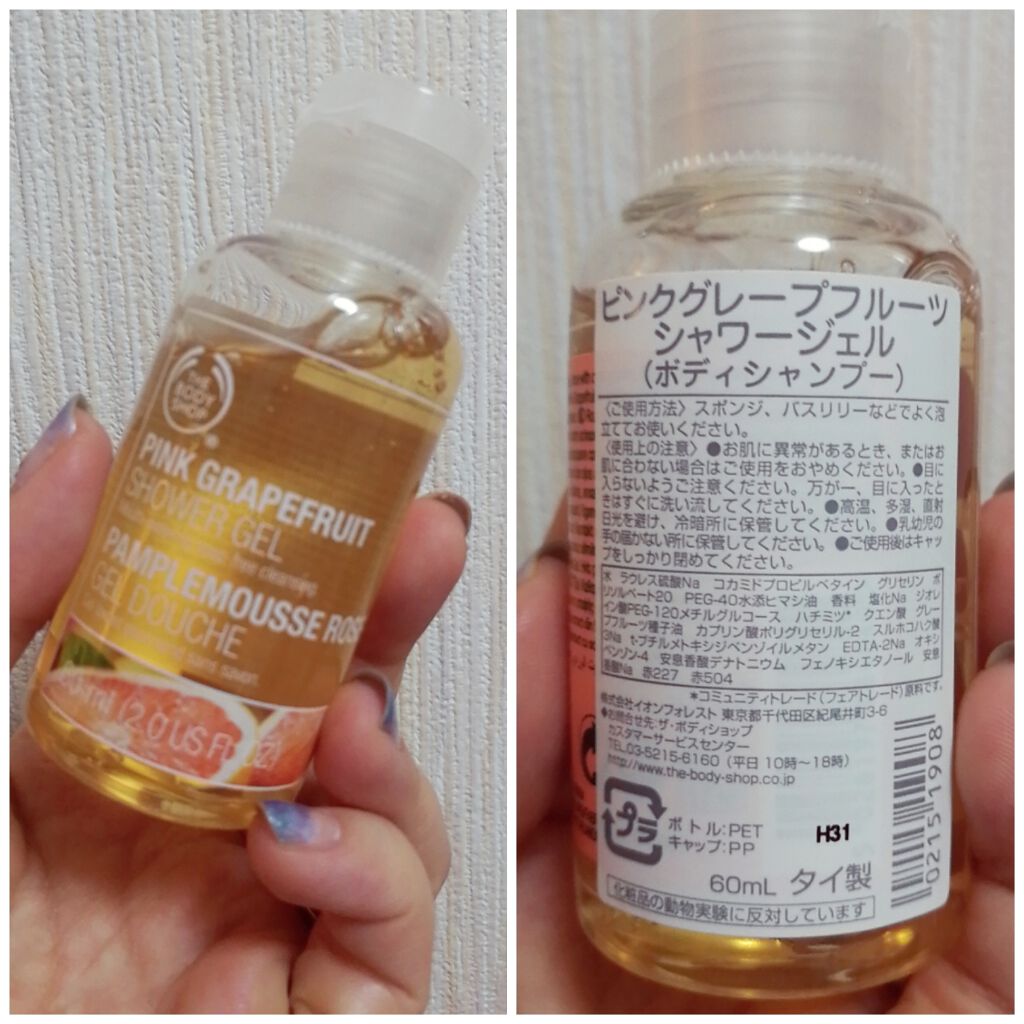 THE
BODY
SHOP
®
PINK GRAPEFRUIT
SHOWER GEL
free cleansing
PAMPLEMOUSSE ROSE
GEL DOUCHE
60 ml (2.0 US Fl OZ)
ピンクグレープフルーツ
シャワージェル
(ボディシャンプー)
〈ご使用方法〉スポンジ、バスリリーなどでよく泡
立ててお使いください。
〈使用上の注意〉●お肌に異常があるとき、またはお
肌に合わない場合はご使用をおやめください。●目に
入らないようご注意ください。万が一、目に入ったと
きはすぐに洗い流してください。●高温、多湿、直射
日光を避け、冷暗所に保管してください。●乳幼児の
手の届かない所に保管してください。●ご使用後はキャッ
プをしっかり閉めてください。
水 ラウレス硫酸Na コカミドプロピルベタイン グリセリン ポ
リソルベート20 PEG-40水添ヒマシ油 香料 塩化Na ジオレ
イン酸PEG-120メチルグルコース ハチミツ* クエン酸 グレー
プフルーツ種子油 カプリン酸ポリグリセリル-2 スルホコハク酸
3Na t-ブチルメトキシジベンゾイルメタン EDTA-2Na オキシ
ベンゾン-4 安息香酸デナトニウム フェノキシエタノール 安息
香酸Na 赤227 赤504
*コミュニティトレード(フェアトレード)原料です。
株式会社イオンフォレスト 東京都千代田区紀尾井町3-6
●お問合せ先:ザ・ボディショップ
カスタマーサービスセンター
TEL.03-5215-6160 (平日 10時～18時)
http://www.the-body-shop.co.jp
プラ
ボトル:PET
キャップ:PP
H31
60mL タイ製
化粧品の動物実験に反対しています
02151908